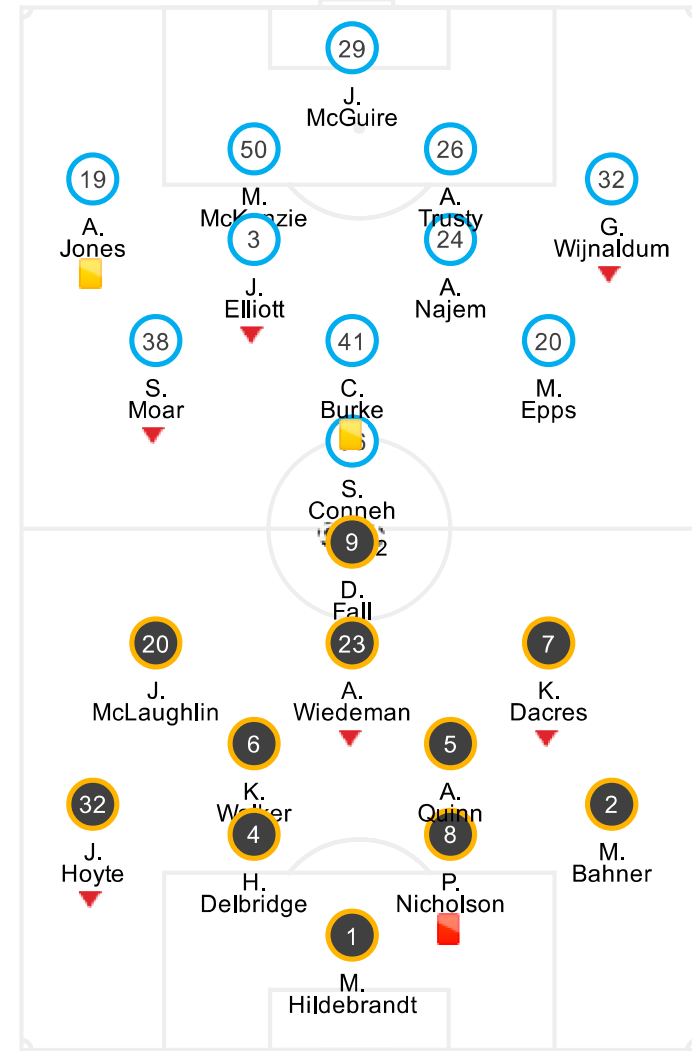 29
J.
McGuire
50
26
19
32
M.
McKenzie
A.
Trusty
A.
Jones
G.
Wijnaldum
3
24
J.
Elliott
A.
Najem
38
41
20
S.
Moar
C.
Burke
M.
Epps
S.
Conneh
9
2
D.
Fall
20
23
7
J.
McLaughlin
A.
Wiedeman
K.
Dacres
6
5
K.
Walker
A.
Quinn
32
2
J.
Hoyte
M.
Bahner
4
8
H.
Delbridge
P.
Nicholson
1
M.
Hildebrandt